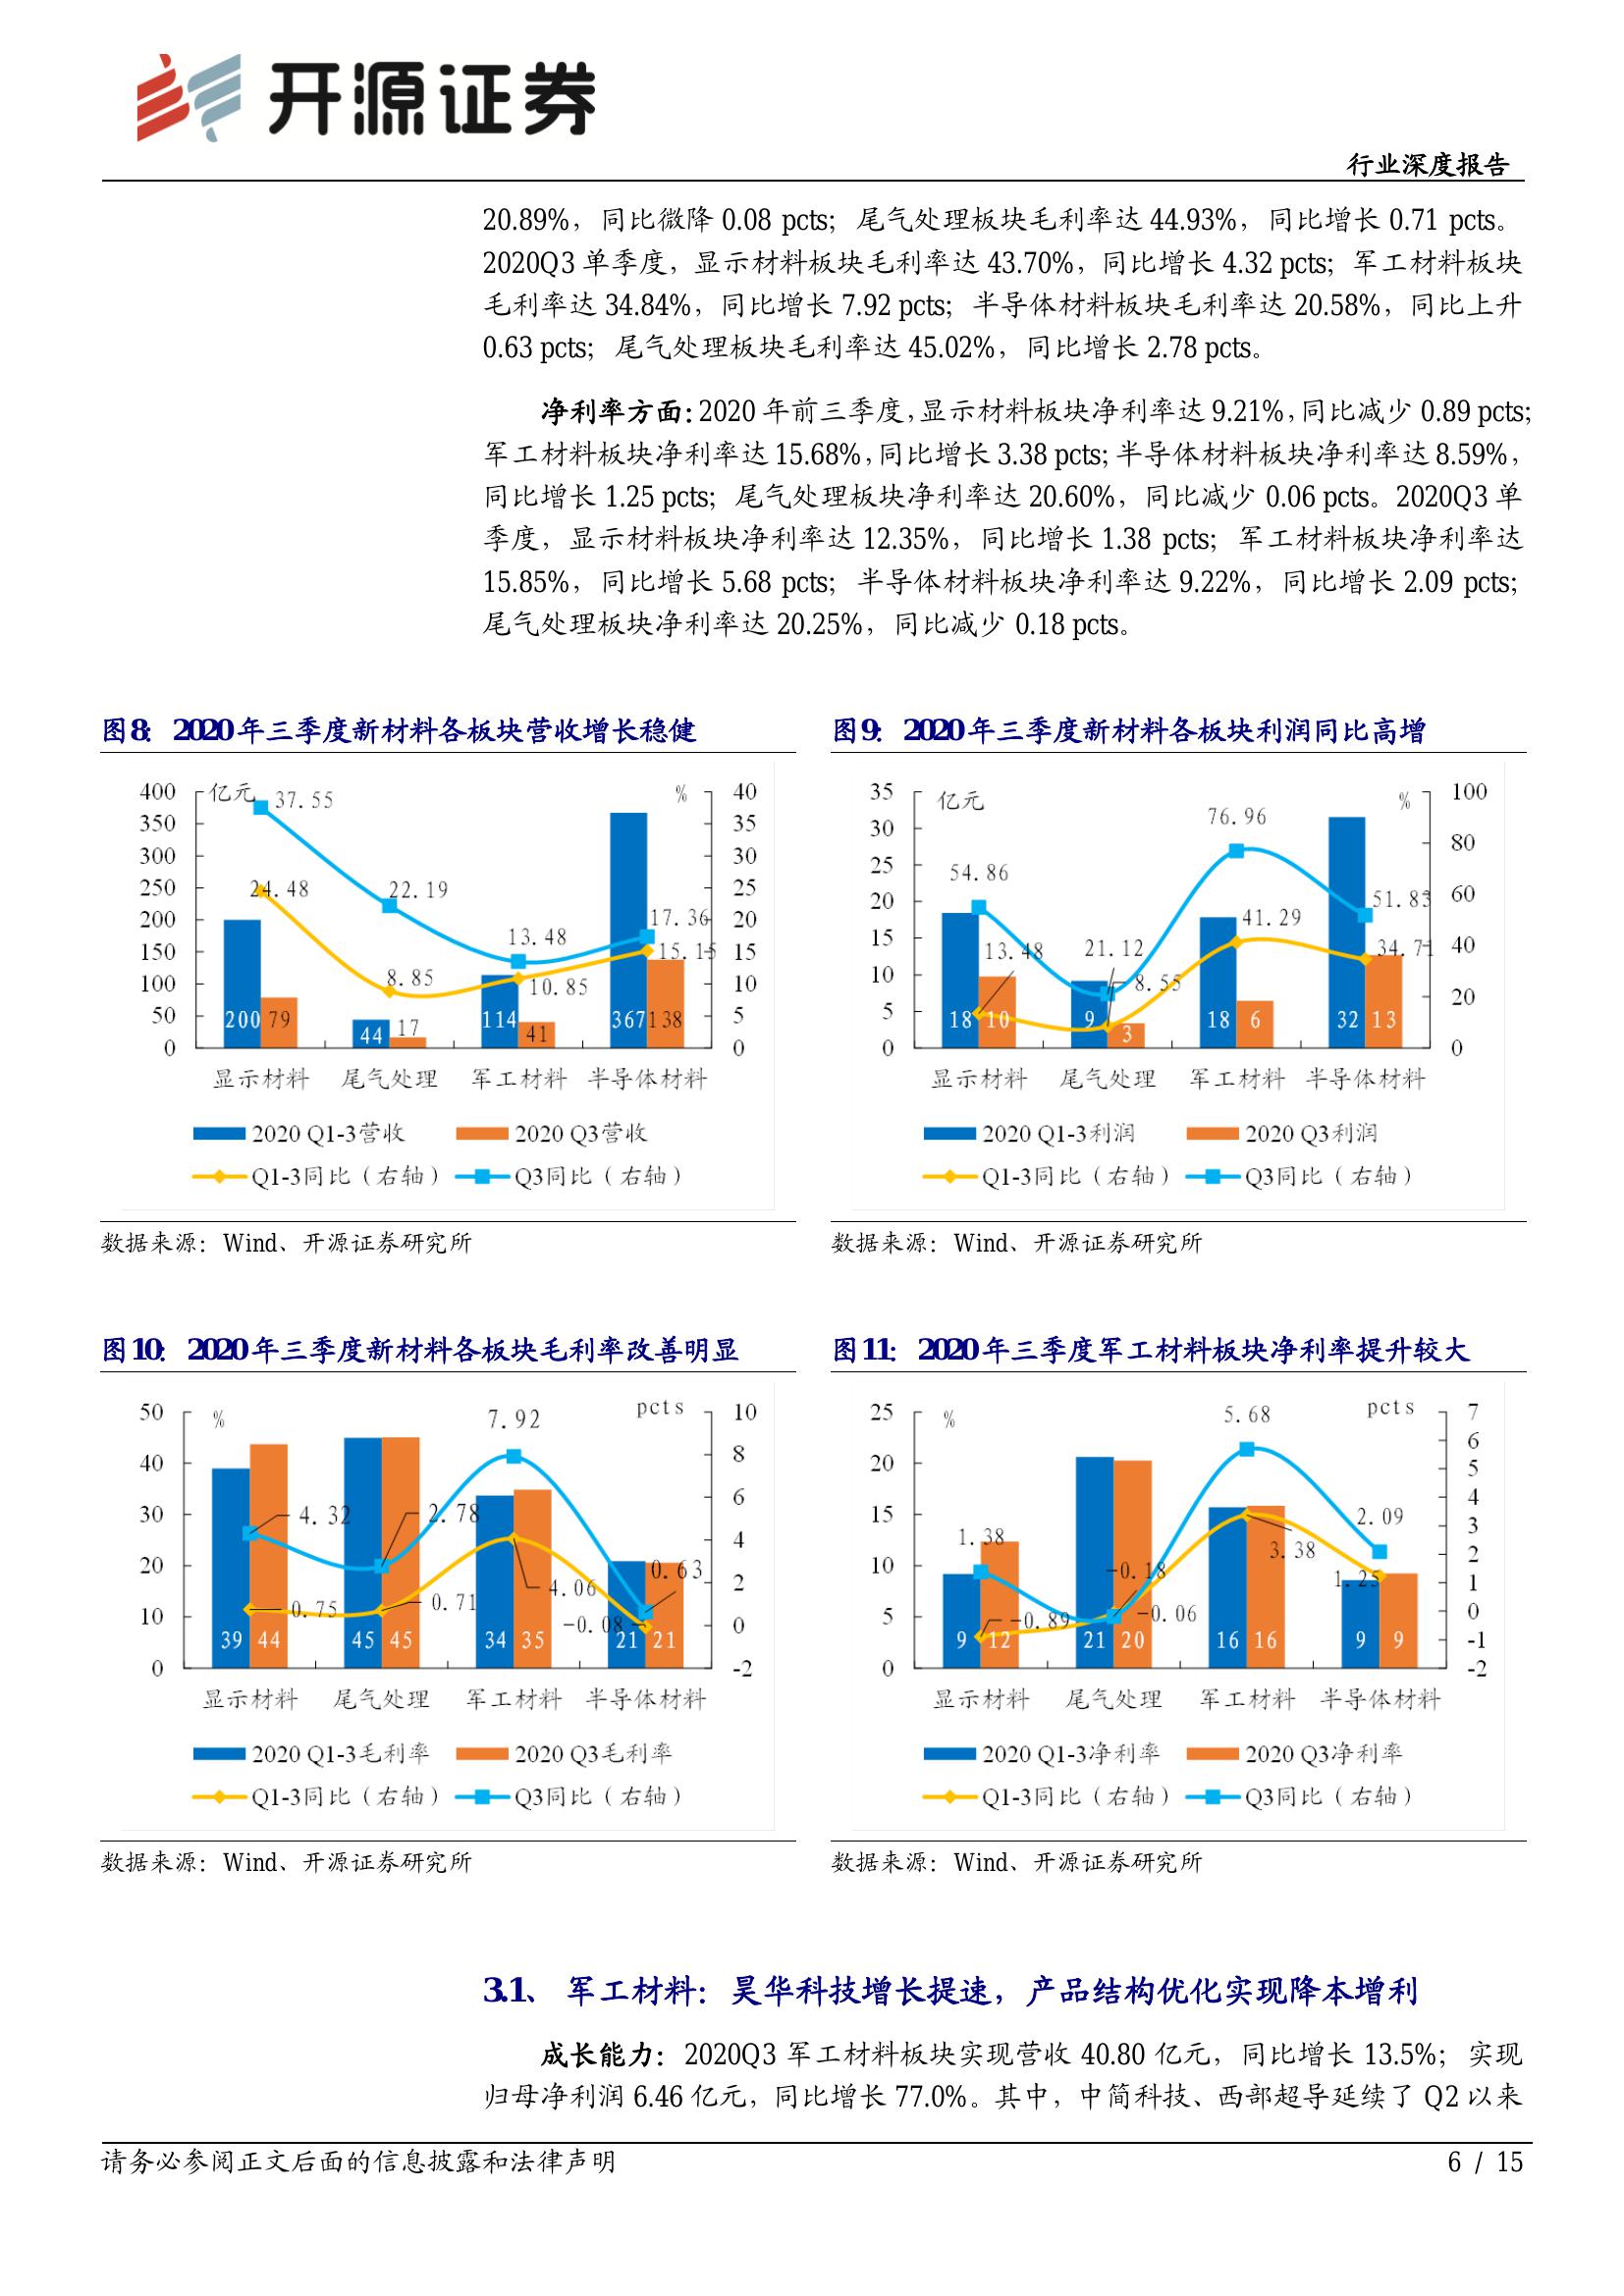 开源证券
行业深度报告
20.89%，同比微降 0.08 pcts；尾气处理板块毛利率达 44.93%，同比增长 0.71 pcts。
2020Q3 单季度，显示材料板块毛利率达 43.70%，同比增长 4.32 pcts；军工材料板块
毛利率达 34.84%，同比增长 7.92 pcts；半导体材料板块毛利率达 20.58%，同比上升
0.63 pcts；尾气处理板块毛利率达 45.02%，同比增长 2.78 pcts。
净利率方面：2020 年前三季度，显示材料板块净利率达 9.21%，同比减少 0.89 pcts；
军工材料板块净利率达 15.68%，同比增长 3.38 pcts；半导体材料板块净利率达 8.59%，
同比增长 1.25 pcts；尾气处理板块净利率达 20.60%，同比减少 0.06 pcts。2020Q3 单
季度，显示材料板块净利率达 12.35%，同比增长 1.38 pcts；军工材料板块净利率达
15.85%，同比增长 5.68 pcts；半导体材料板块净利率达 9.22%，同比增长 2.09 pcts；
尾气处理板块净利率达 20.25%，同比减少 0.18 pcts。
图8： 2020年三季度新材料各板块营收增长稳健
亿元 %
400 350 300 250 200 150 100 50 0
40 35 30 25 20 15 10 5 0
37.55 22.19 13.48 17.36
24.48 8.85 10.85 15.15
200 79 44 17 114 41 367 138
显示材料 尾气处理 军工材料 半导体材料
2020 Q1-3营收 2020 Q3营收
Q1-3同比（右轴） Q3同比（右轴）
数据来源：Wind、开源证券研究所
图9： 2020年三季度新材料各板块利润同比高增
亿元 %
35 30 25 20 15 10 5 0
100 80 60 40 20 0
54.86 21.12 76.96 51.83
13.48 8.55 41.29 34.71
18 10 9 3 18 6 32 13
显示材料 尾气处理 军工材料 半导体材料
2020 Q1-3利润 2020 Q3利润
Q1-3同比（右轴） Q3同比（右轴）
数据来源：Wind、开源证券研究所
图10： 2020年三季度新材料各板块毛利率改善明显
% pcts
50 40 30 20 10 0
10 8 6 4 2 0 -2
4.32 2.78 7.92 0.63
0.75 0.71 4.06 -0.08
39 44 45 45 34 35 21 21
显示材料 尾气处理 军工材料 半导体材料
2020 Q1-3毛利率 2020 Q3毛利率
Q1-3同比（右轴） Q3同比（右轴）
数据来源：Wind、开源证券研究所
图11： 2020年三季度军工材料板块净利率提升较大
% pcts
25 20 15 10 5 0
7 6 5 4 3 2 1 0 -1 -2
1.38 -0.18 5.68 2.09
-0.89 -0.06 3.38 1.25
9 12 21 20 16 16 9 9
显示材料 尾气处理 军工材料 半导体材料
2020 Q1-3净利率 2020 Q3净利率
Q1-3同比（右轴） Q3同比（右轴）
数据来源：Wind、开源证券研究所
3.1、 军工材料：昊华科技增长提速，产品结构优化实现降本增利
成长能力：2020Q3 军工材料板块实现营收 40.80 亿元，同比增长 13.5%；实现
归母净利润 6.46 亿元，同比增长 77.0%。其中，中简科技、西部超导延续了 Q2 以来
请务必参阅正文后面的信息披露和法律声明
6 / 15